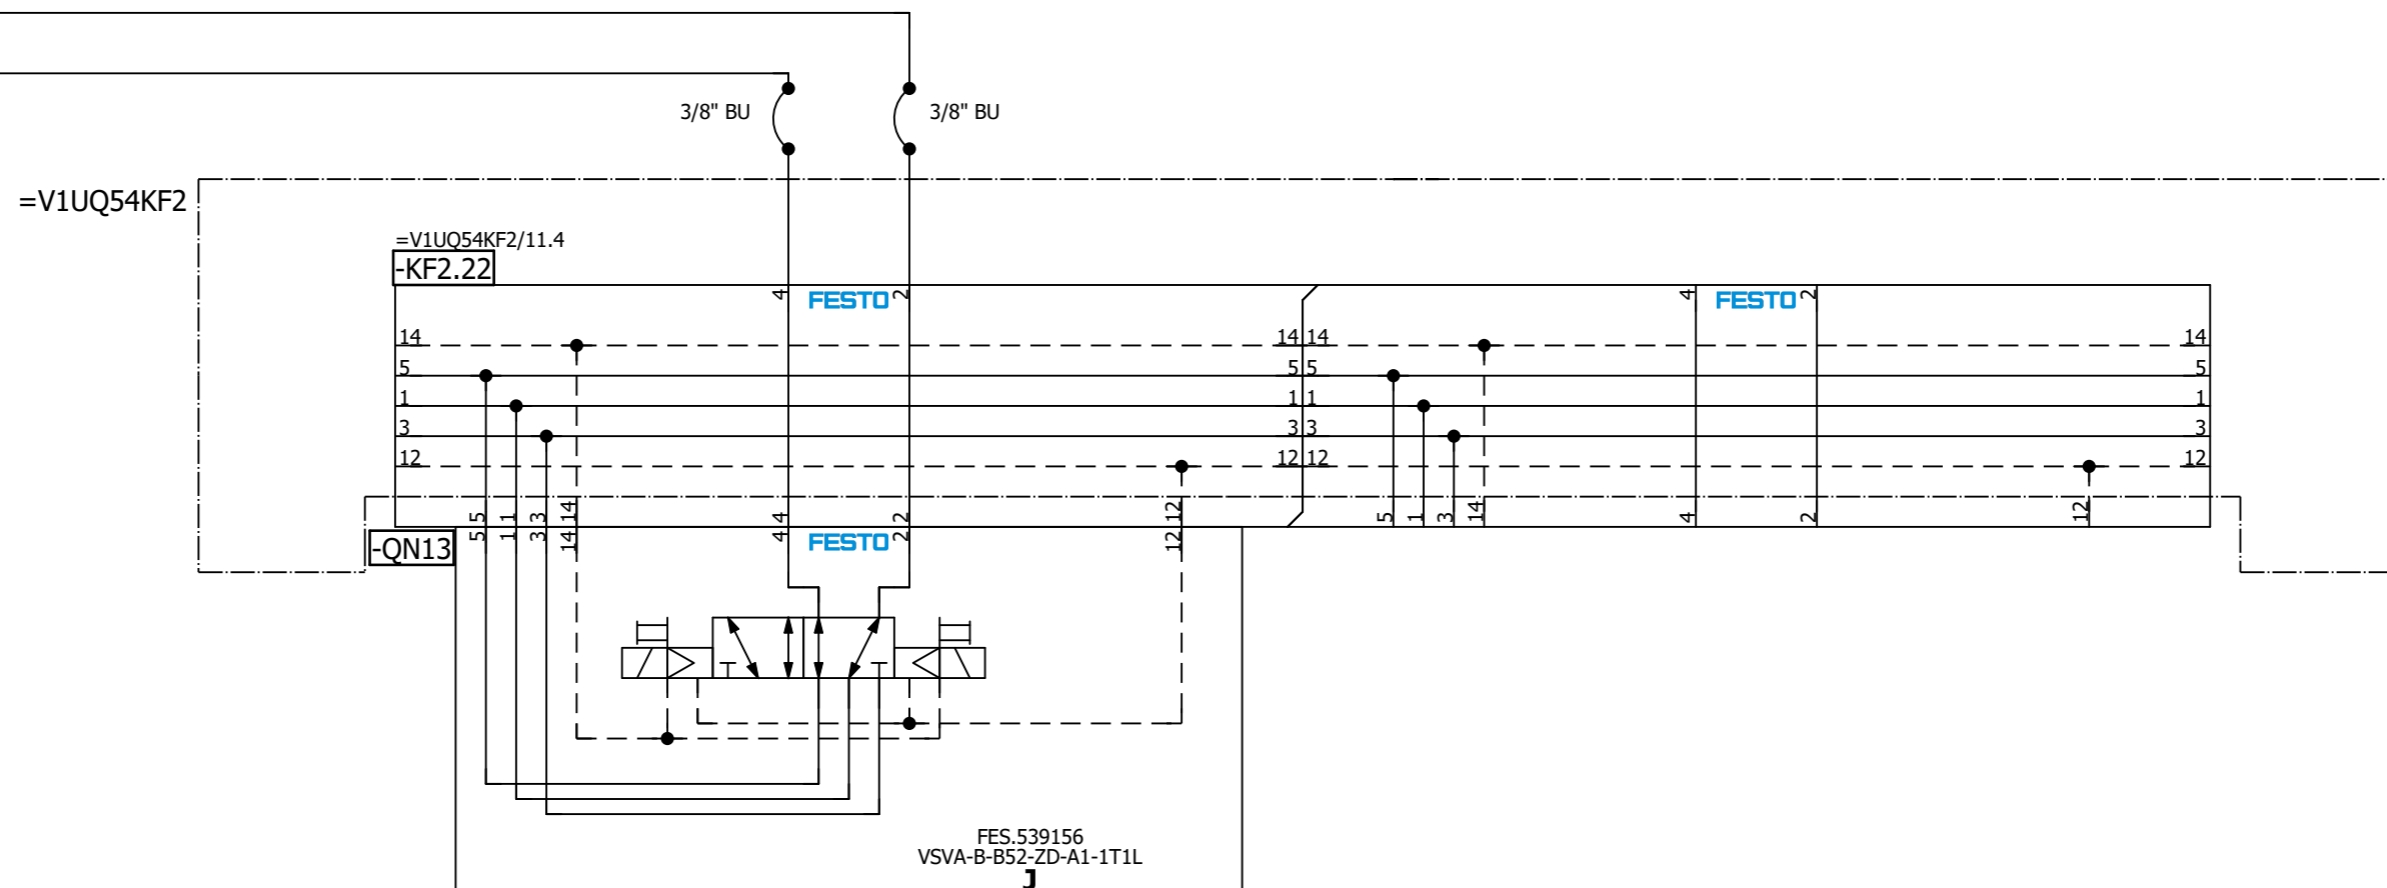 3/8" BU
3/8" BU
=V1UQ54KF2
=V1UQ54KF2/11.4
-KF2.22
4 FESTO 2
4 FESTO 2
14 14 14 14
5 5 5 5
1 1 1 1
3 3 3 3
12 12 12 12
5 1 3 14 4 2 12
5 1 3 14 4 2 12
-QN13
5 1 3 14 4 FESTO 2 12
FES.539156
VSVA-B-B52-ZD-A1-1T1L
J